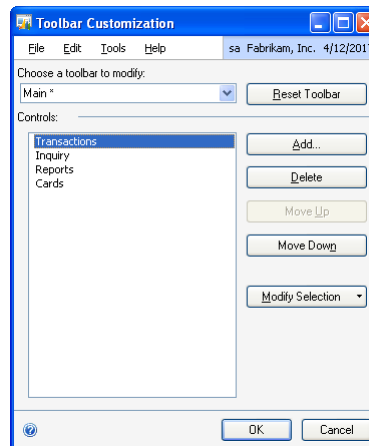 Toolbar Customization
File Edit Tools Help sa Fabrikam, Inc. 4/12/201
Choose a toolbar to modify:
Main * Reset Toolbar
Controls:
Transactions Add...
Inquiry
Reports Delete
Cards
Move Up
Move Down
Modify Selection
OK Cancel